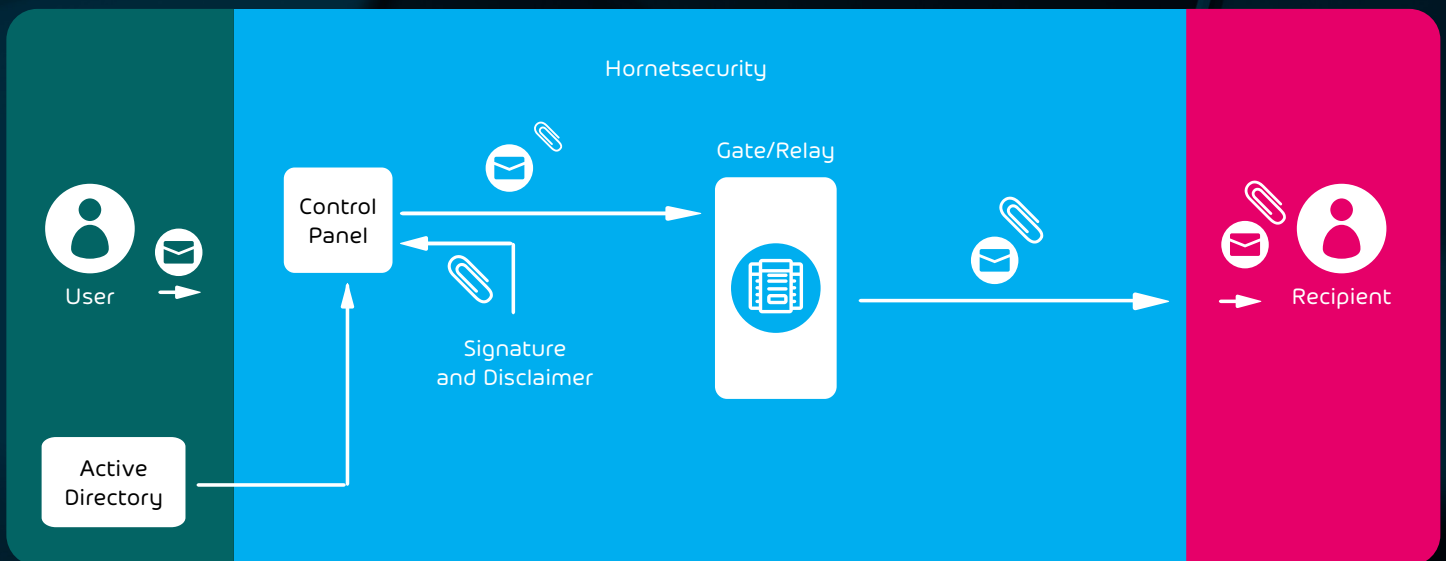 Hornetsecurity
Gate/Relay
Control
Panel
User
Recipient
Signature
and Disclaimer
Active
Directory